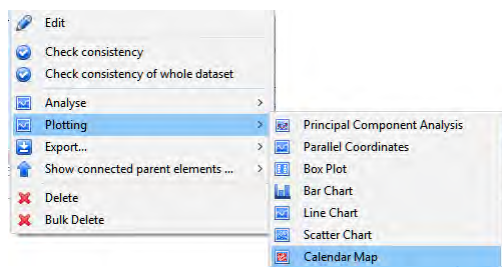 Edit
Check consistency
Check consistency of whole dataset
Analyse >
Plotting >
Export... >
Show connected parent elements ... >
Delete
Bulk Delete
Principal Component Analysis
Parallel Coordinates
Box Plot
Bar Chart
Line Chart
Scatter Chart
Calendar Map